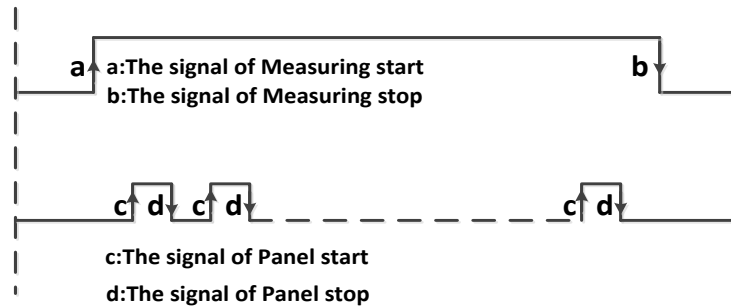 a
a:The signal of Measuring start
b
b:The signal of Measuring stop
c d c d c d
c:The signal of Panel start
d:The signal of Panel stop